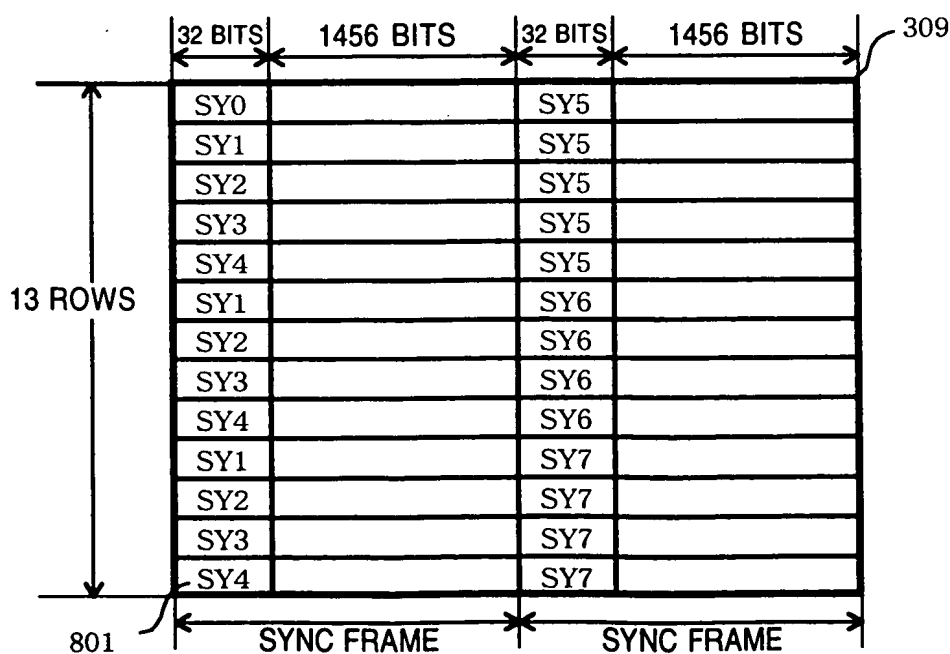 32 BITS 1456 BITS 32 BITS 1456 BITS 309
SY0 SY5
SY1 SY5
SY2 SY5
SY3 SY5
SY4 SY5
13 ROWS SY1 SY6
SY2 SY6
SY3 SY6
SY4 SY6
SY1 SY7
SY2 SY7
SY3 SY7
SY4 SY7
801 SYNC FRAME SYNC FRAME